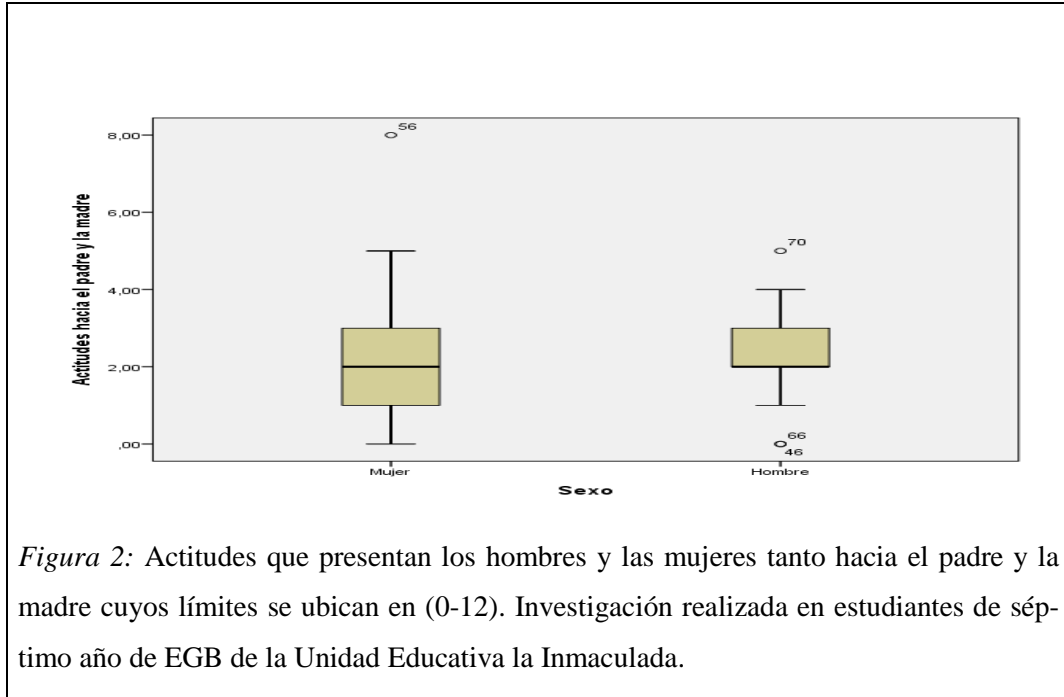 8,00
56
6,00
70
4,00
2,00
66
,00
46
Actitudes hacia el padre y la madre
Mujer
Hombre
Sexo
Figura 2: Actitudes que presentan los hombres y las mujeres tanto hacia el padre y la
madre cuyos límites se ubican en (0-12). Investigación realizada en estudiantes de sép-
timo año de EGB de la Unidad Educativa la Inmaculada.